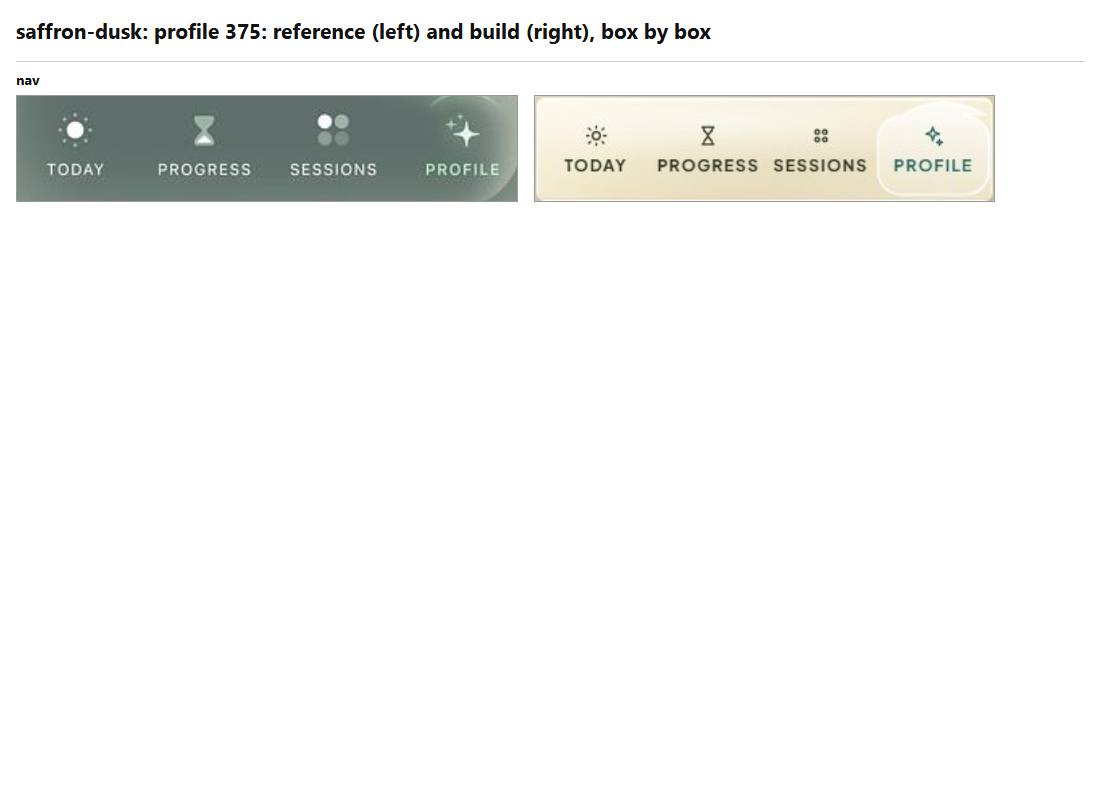 saffron-dusk: profile 375: reference (left) and build (right), box by box
nav
TODAY PROGRESS SESSIONS PROFILE
TODAY PROGRESS SESSIONS PROFILE